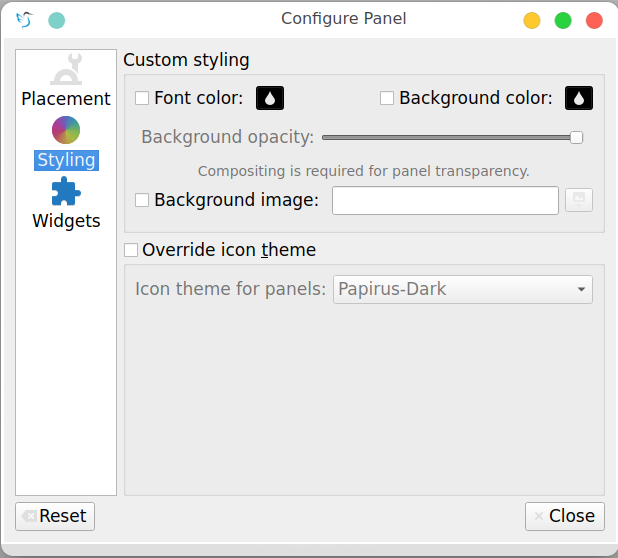 Configure Panel
Placement
Styling
Widgets
Custom styling
Font color:
Background color:
Background opacity:
Compositing is required for panel transparency.
Background image:
Override icon theme
Icon theme for panels: Papirus-Dark
Reset
Close